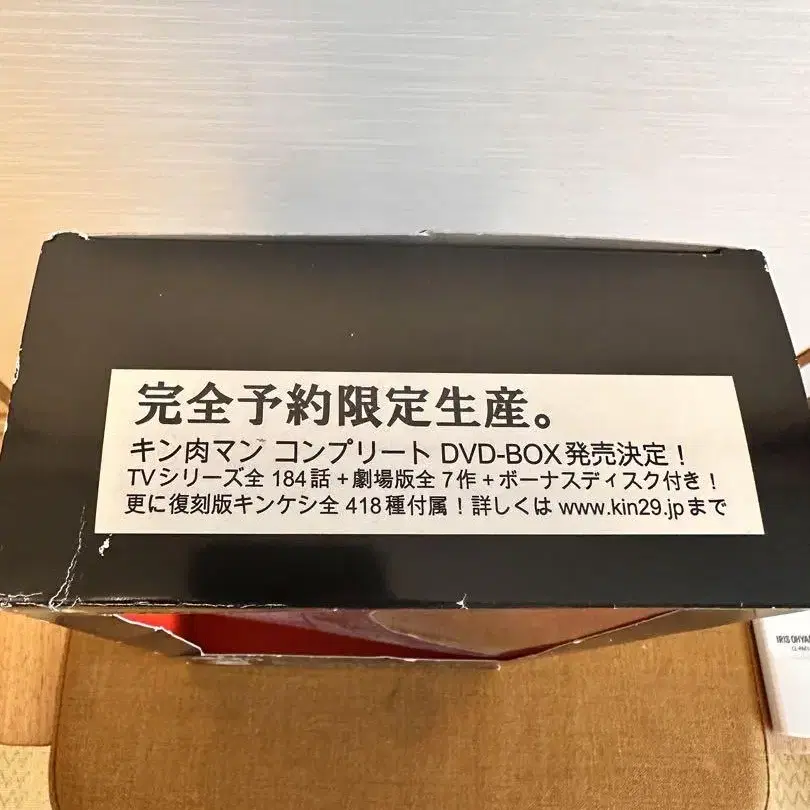 完全予約限定生産。
キン肉マン コンプリート DVD-BOX発売決定！
TVシリーズ全 184話＋劇場版全 7作＋ボーナスディスク付き！
更に復刻版キンケシ全 418種付属！詳しくは www.kin29.jpまで
IRIS OHYA